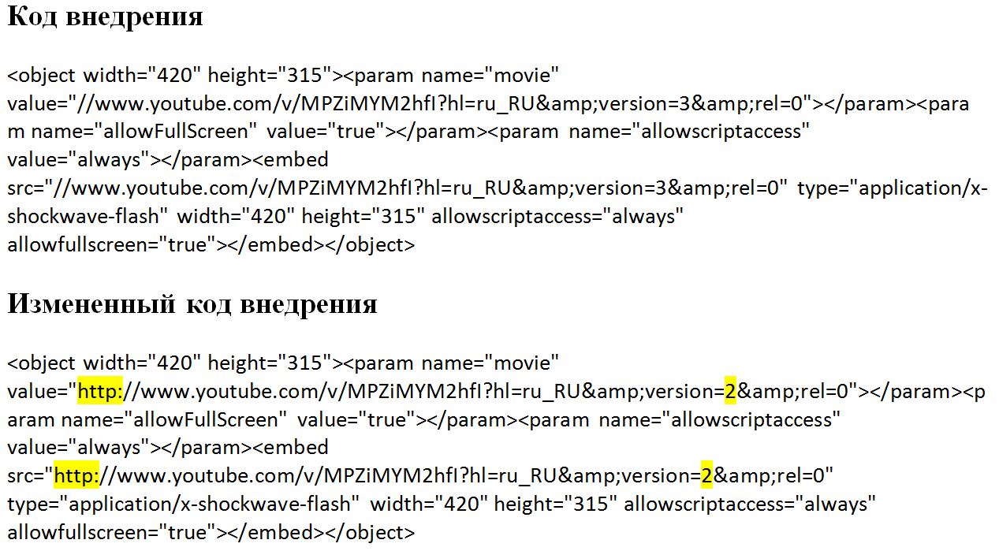 Код внедрения
<object width="420" height="315"><param name="movie"
value="//www.youtube.com/v/MPZiMYM2hfI?hl=ru_RU&amp;version=3&amp;rel=0"></param><para
m name="allowFullScreen" value="true"></param><param name="allowscriptaccess"
value="always"></param><embed
src="//www.youtube.com/v/MPZiMYM2hfI?hl=ru_RU&amp;version=3&amp;rel=0" type="application/x-
shockwave-flash" width="420" height="315" allowscriptaccess="always"
allowfullscreen="true"></embed></object>
Измененный код внедрения
<object width="420" height="315"><param name="movie"
value="http://www.youtube.com/v/MPZiMYM2hfI?hl=ru_RU&amp;version=2&amp;rel=0"></param><p
aram name="allowFullScreen" value="true"></param><param name="allowscriptaccess"
value="always"></param><embed
src="http://www.youtube.com/v/MPZiMYM2hfI?hl=ru_RU&amp;version=2&amp;rel=0"
type="application/x-shockwave-flash" width="420" height="315" allowscriptaccess="always"
allowfullscreen="true"></embed></object>